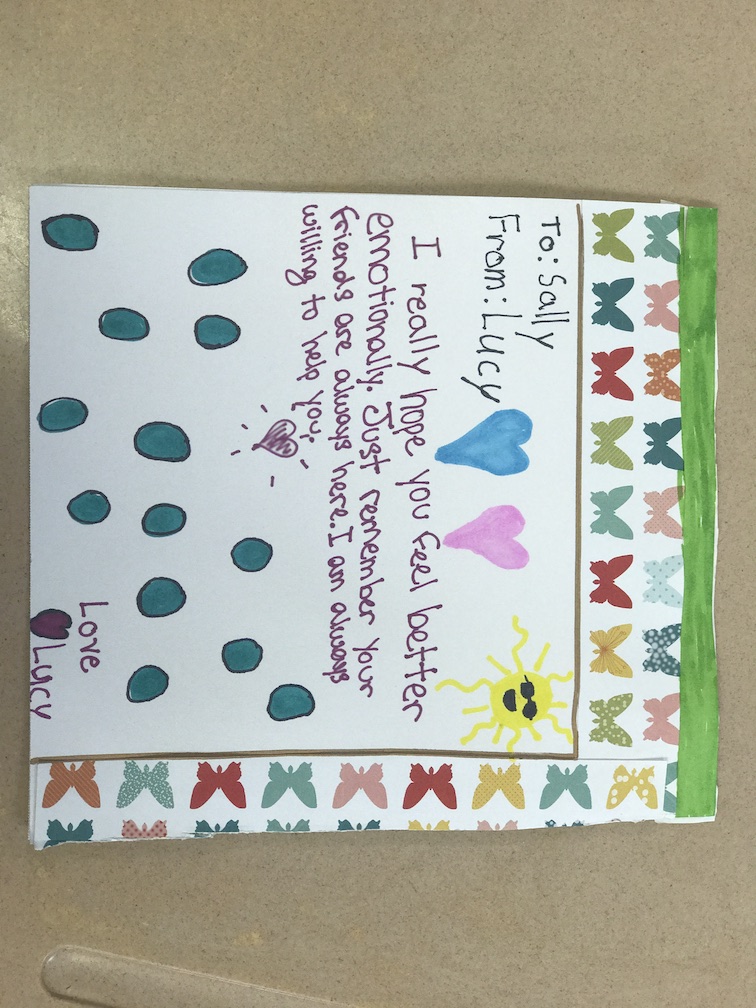 To: Sally
From: Lucy
I really hope you feel better
emotionally. Just remember your
friends are always here. I am always
willing to help you.
Love
Lucy